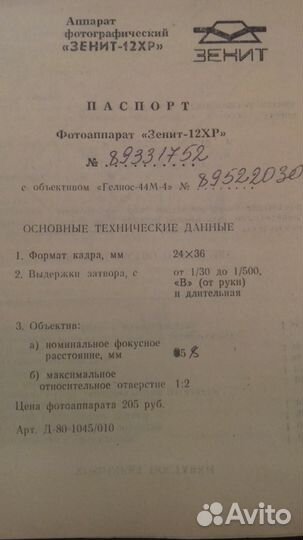 Аппарат
фотографический
«ЗЕНИТ-12ХР»
ЗЕНИТ
ПАСПОРТ
Фотоаппарат «Зенит-12ХР»
№ 89331752
с объективом «Гелиос-44М-4» № 89522030
ОСНОВНЫЕ ТЕХНИЧЕСКИЕ ДАННЫЕ
1. Формат кадра, мм 24×36
2. Выдержки затвора, с от 1/30 до 1/500,
«В» (от руки)
и длительная
3. Объектив:
а) номинальное фокусное
расстояние, мм 58
б) максимальное
относительное отверстие 1:2
Цена фотоаппарата 205 руб.
Арт. Д-80-1045/010
Avito